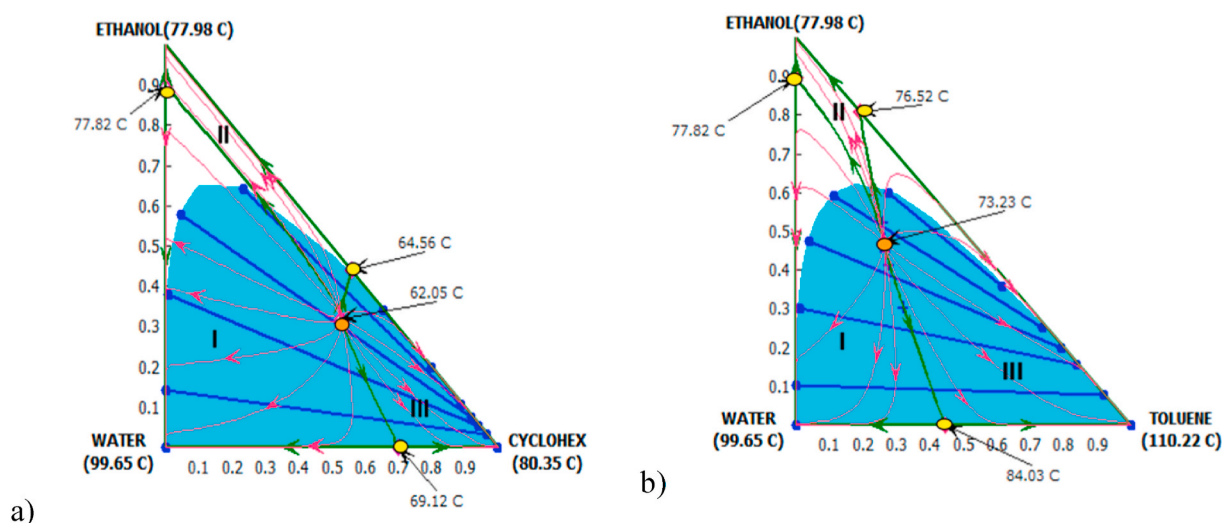 ETHANOL(77.98 C)
0.9
77.82 C
0.8
II
0.7
0.6
0.5
64.56 C
0.4
62.05 C
0.3
I
0.2
0.1
III
WATER
(99.65 C)
CYCLOHEX
(80.35 C)
0.1 0.2 0.3 0.4 0.5 0.6 0.7 0.8 0.9
69.12 C
a)
ETHANOL(77.98 C)
0.9
76.52 C
77.82 C
0.8
II
0.7
0.6
73.23 C
0.5
0.4
0.3
I
0.2
III
0.1
WATER
(99.65 C)
TOLUENE
(110.22 C)
0.1 0.2 0.3 0.4 0.5 0.6 0.7 0.8 0.9
84.03 C
b)